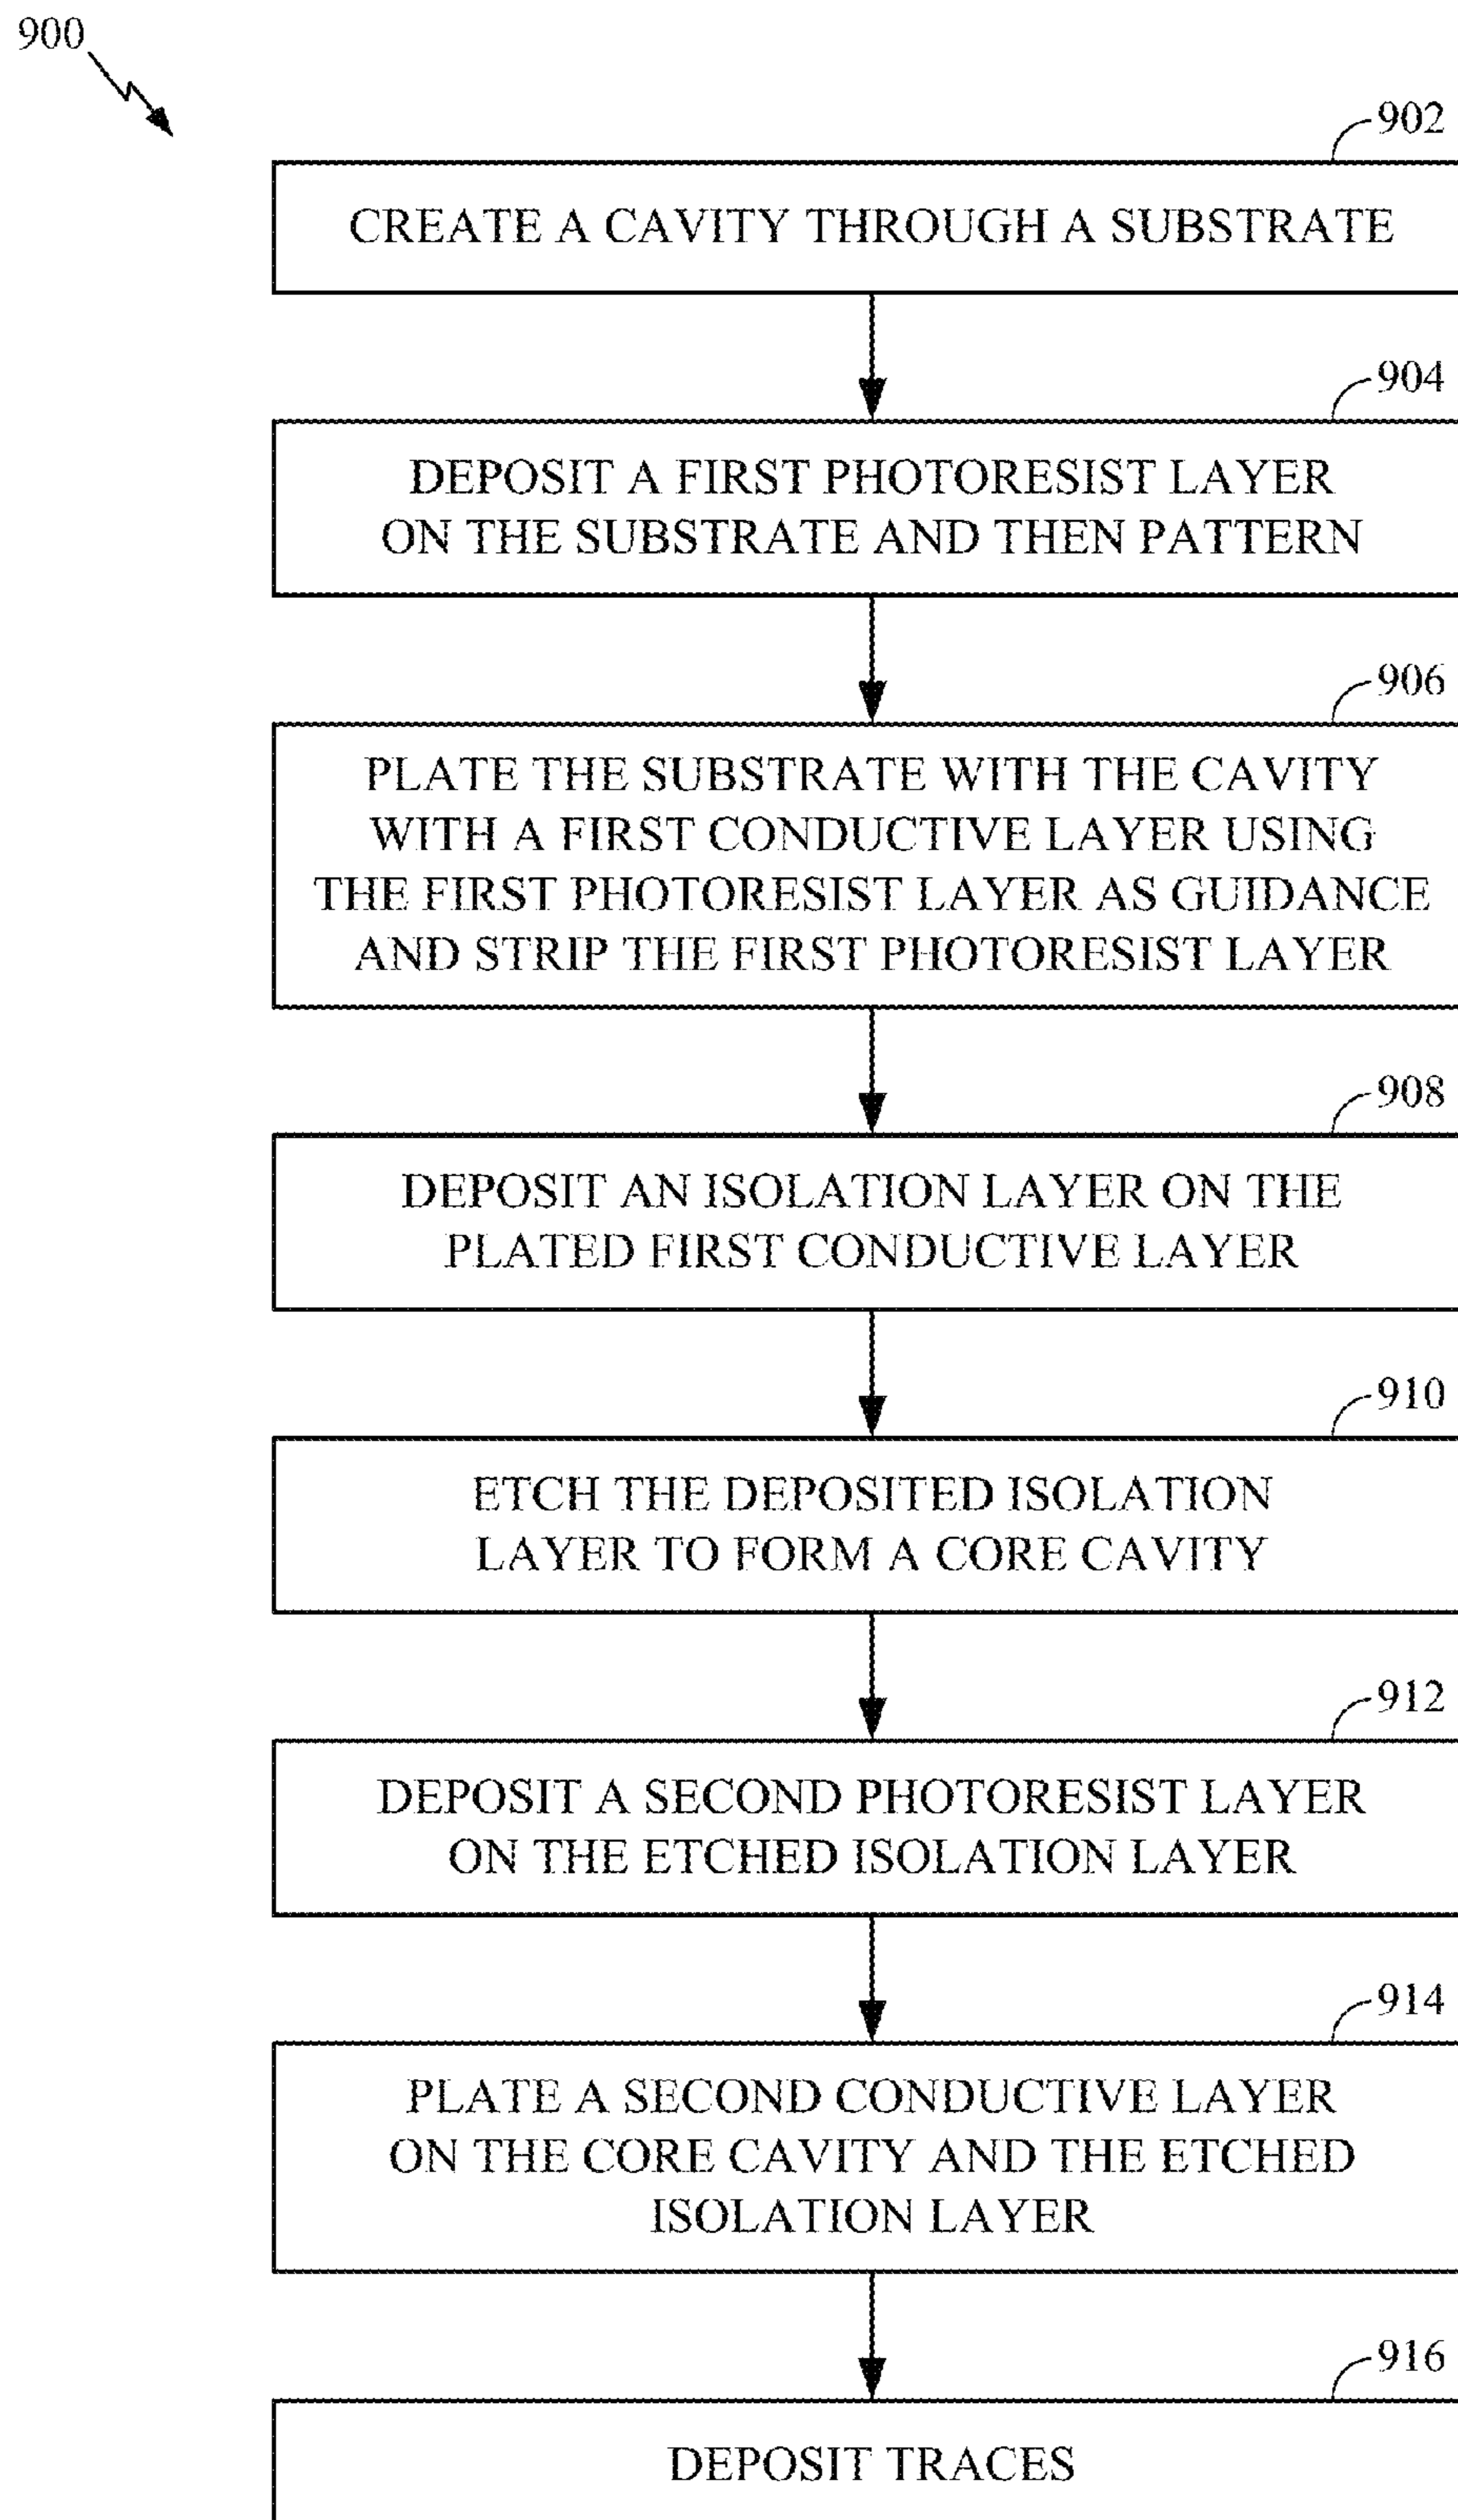 900
902
CREATE A CAVITY THROUGH A SUBSTRATE
904
DEPOSIT A FIRST PHOTORESIST LAYER
ON THE SUBSTRATE AND THEN PATTERN
906
PLATE THE SUBSTRATE WITH THE CAVITY
WITH A FIRST CONDUCTIVE LAYER USING
THE FIRST PHOTORESIST LAYER AS GUIDANCE
AND STRIP THE FIRST PHOTORESIST LAYER
908
DEPOSIT AN ISOLATION LAYER ON THE
PLATED FIRST CONDUCTIVE LAYER
910
ETCH THE DEPOSITED ISOLATION
LAYER TO FORM A CORE CAVITY
912
DEPOSIT A SECOND PHOTORESIST LAYER
ON THE ETCHED ISOLATION LAYER
914
PLATE A SECOND CONDUCTIVE LAYER
ON THE CORE CAVITY AND THE ETCHED
ISOLATION LAYER
916
DEPOSIT TRACES